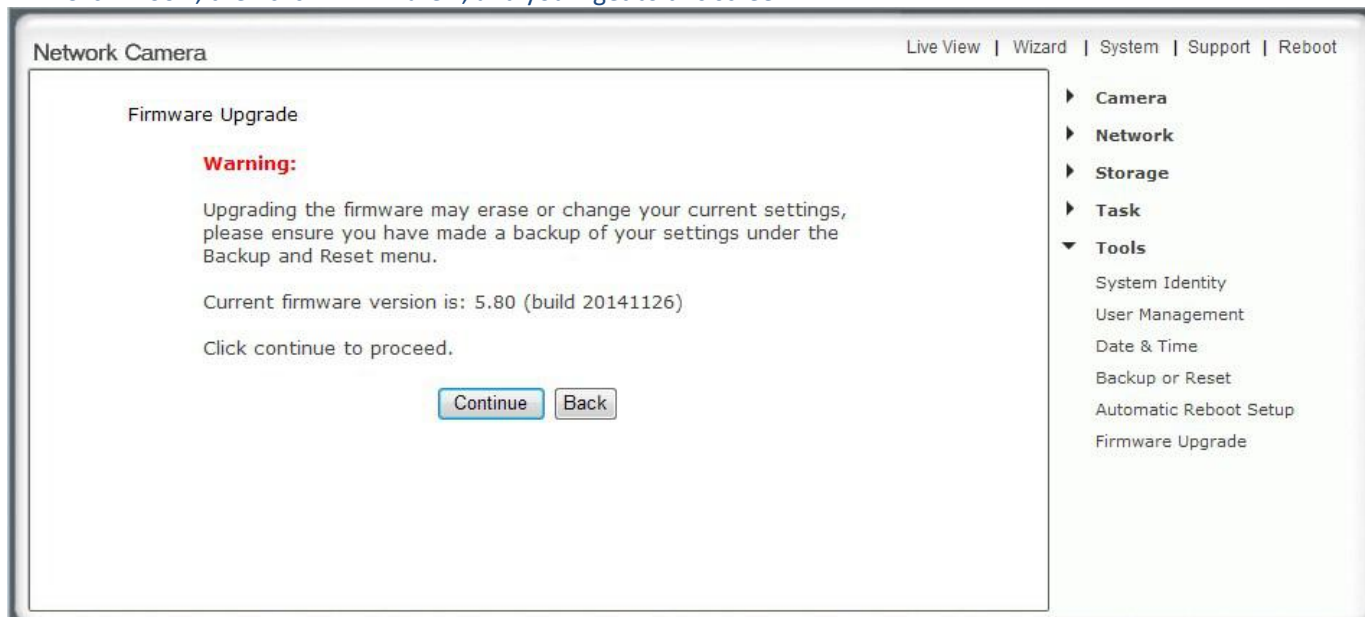 Network Camera
Live View | Wizard | System | Support | Reboot
Firmware Upgrade
Warning:
Upgrading the firmware may erase or change your current settings,
please ensure you have made a backup of your settings under the
Backup and Reset menu.
Current firmware version is: 5.80 (build 20141126)
Click continue to proceed.
Continue Back
Camera
Network
Storage
Task
Tools
System Identity
User Management
Date & Time
Backup or Reset
Automatic Reboot Setup
Firmware Upgrade